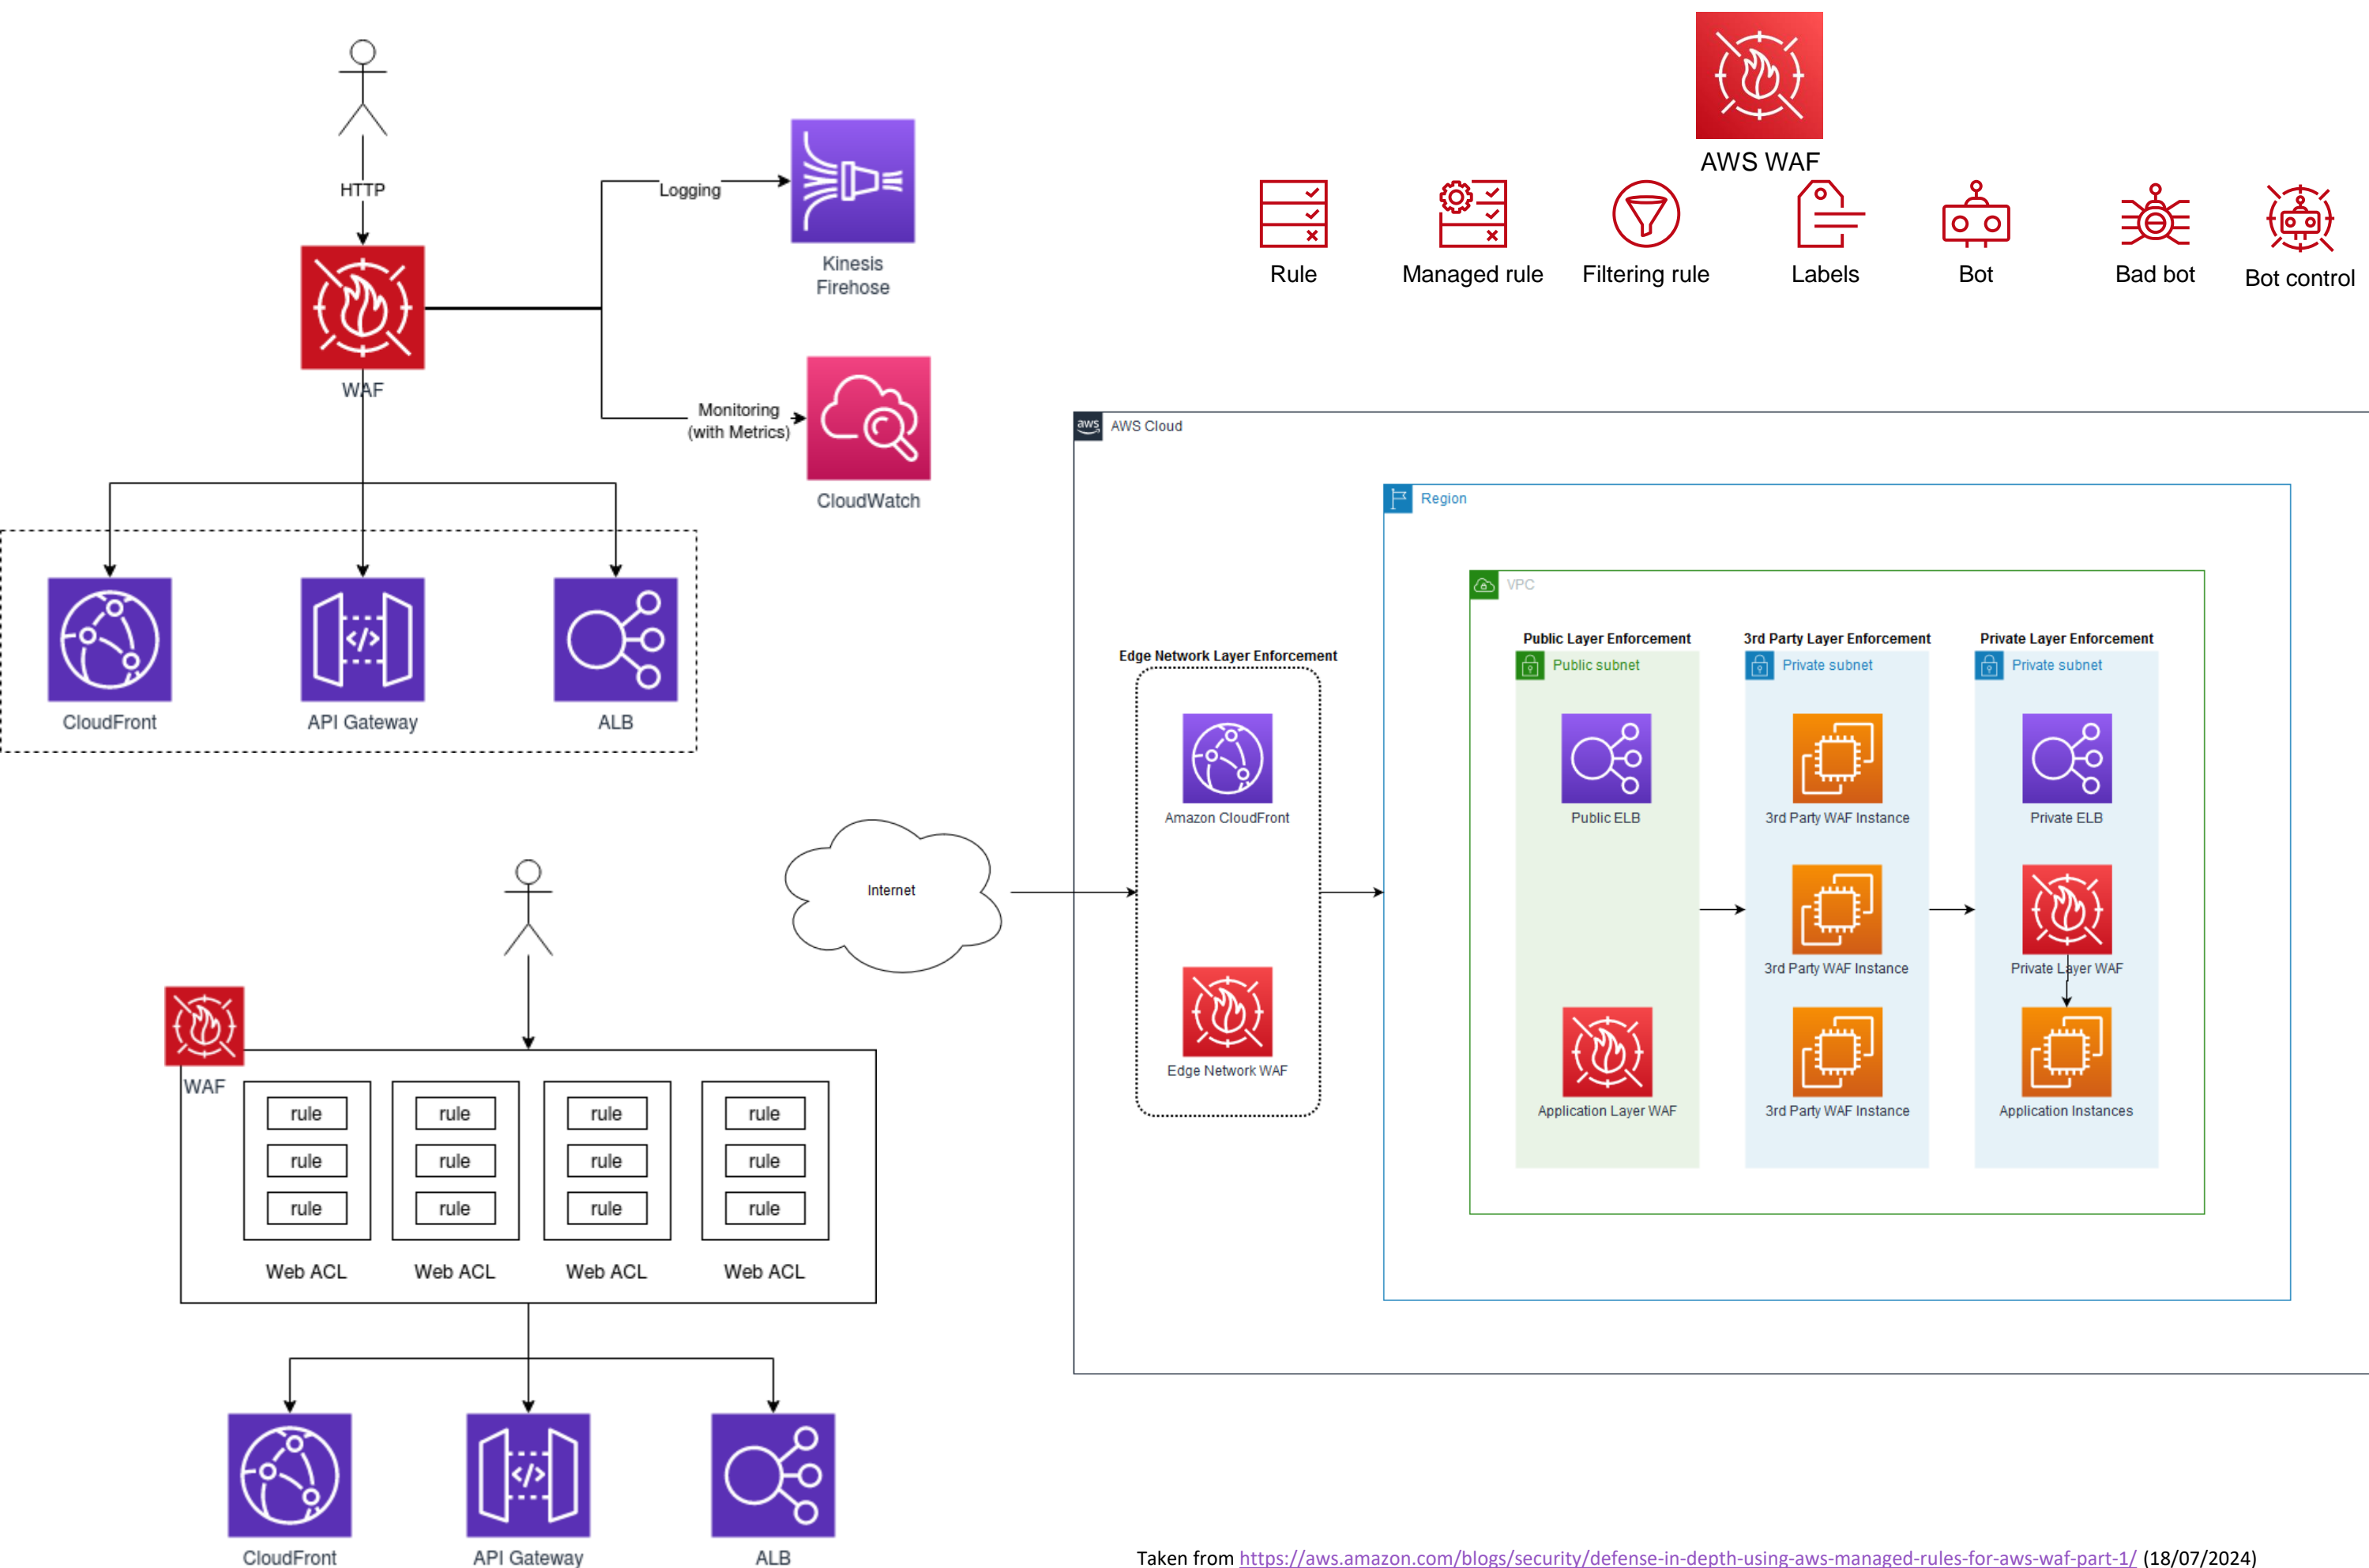 HTTP
WAF
Logging
Kinesis
Firehose
Monitoring
(with Metrics)
CloudWatch
CloudFront
API Gateway
ALB
AWS WAF
Rule
Managed rule
Filtering rule
Labels
Bot
Bad bot
Bot control
aws
AWS Cloud
Region
VPC
Internet
Edge Network Layer Enforcement
Amazon CloudFront
Edge Network WAF
Public Layer Enforcement
Public subnet
Public ELB
Application Layer WAF
3rd Party Layer Enforcement
Private subnet
3rd Party WAF Instance
3rd Party WAF Instance
3rd Party WAF Instance
Private Layer Enforcement
Private subnet
Private ELB
Private Layer WAF
Application Instances
WAF
rule
rule
rule
Web ACL
rule
rule
rule
Web ACL
rule
rule
rule
Web ACL
rule
rule
rule
Web ACL
CloudFront
API Gateway
ALB
Taken from https://aws.amazon.com/blogs/security/defense-in-depth-using-aws-managed-rules-for-aws-waf-part-1/ (18/07/2024)